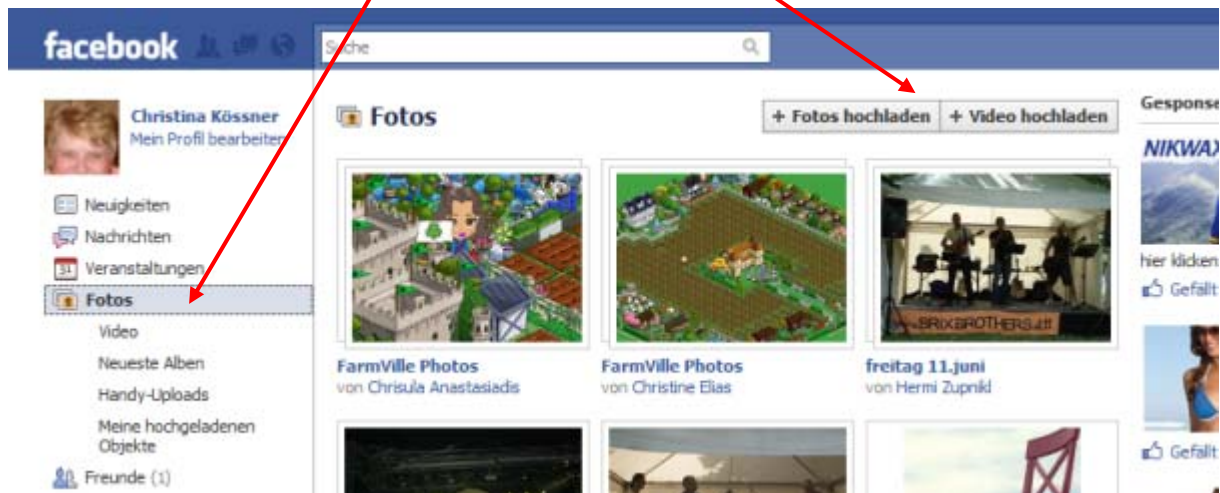 facebook
Suche
Christina Kössner
Mein Profil bearbeiten
Neuigkeiten
Nachrichten
31 Veranstaltungen
Fotos
Video
Neueste Alben
Handy-Uploads
Meine hochgeladenen
Objekte
Freunde (1)
Fotos
+ Fotos hochladen
+ Video hochladen
FarmVille Photos
von Chrisula Anastasiadis
FarmVille Photos
von Christine Elias
BRIXBROTHERS
freitag 11.juni
von Hermi Zupnikl
Gesponse
NIKWAX
hier klicken
Gefällt
Gefällt